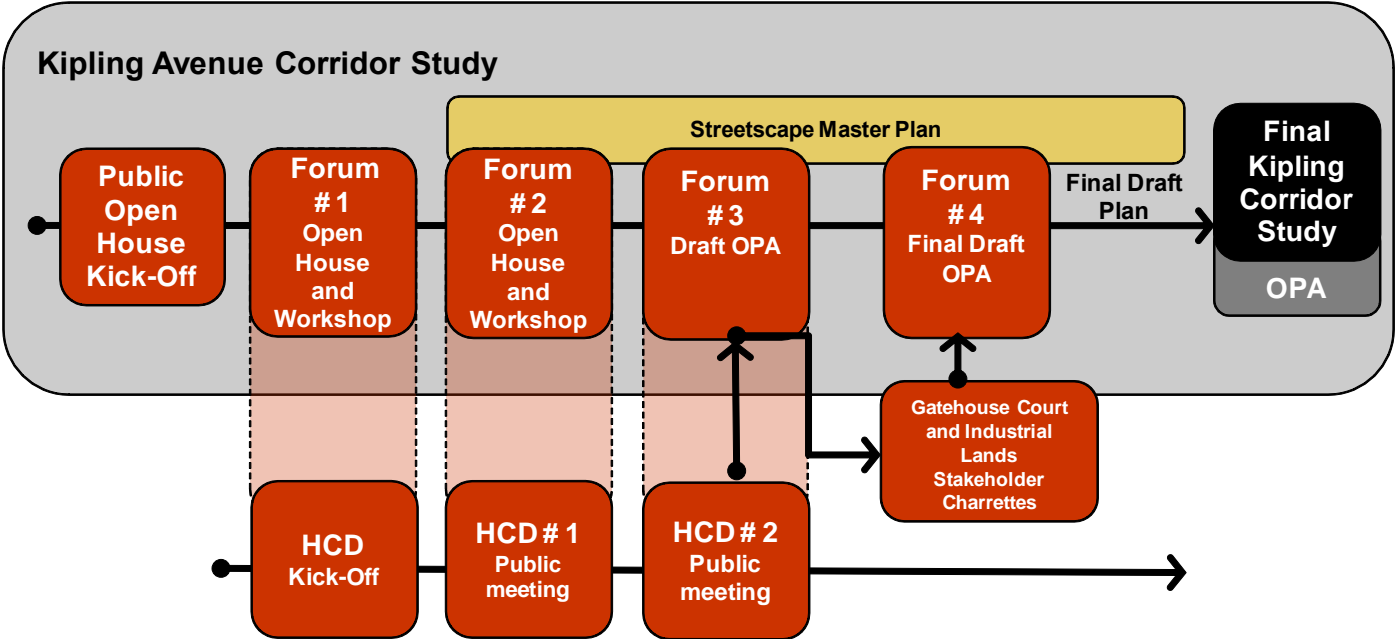 Kipling Avenue Corridor Study
Streetscape Master Plan
Public
Open
House
Kick-Off
Forum
# 1
Open
House
and
Workshop
Forum
# 2
Open
House
and
Workshop
Forum
# 3
Draft OPA
Forum
# 4
Final Draft
OPA
Final Draft
Plan
Final
Kipling
Corridor
Study
OPA
Gatehouse Court
and Industrial
Lands
Stakeholder
Charrettes
HCD
Kick-Off
HCD # 1
Public
meeting
HCD # 2
Public
meeting